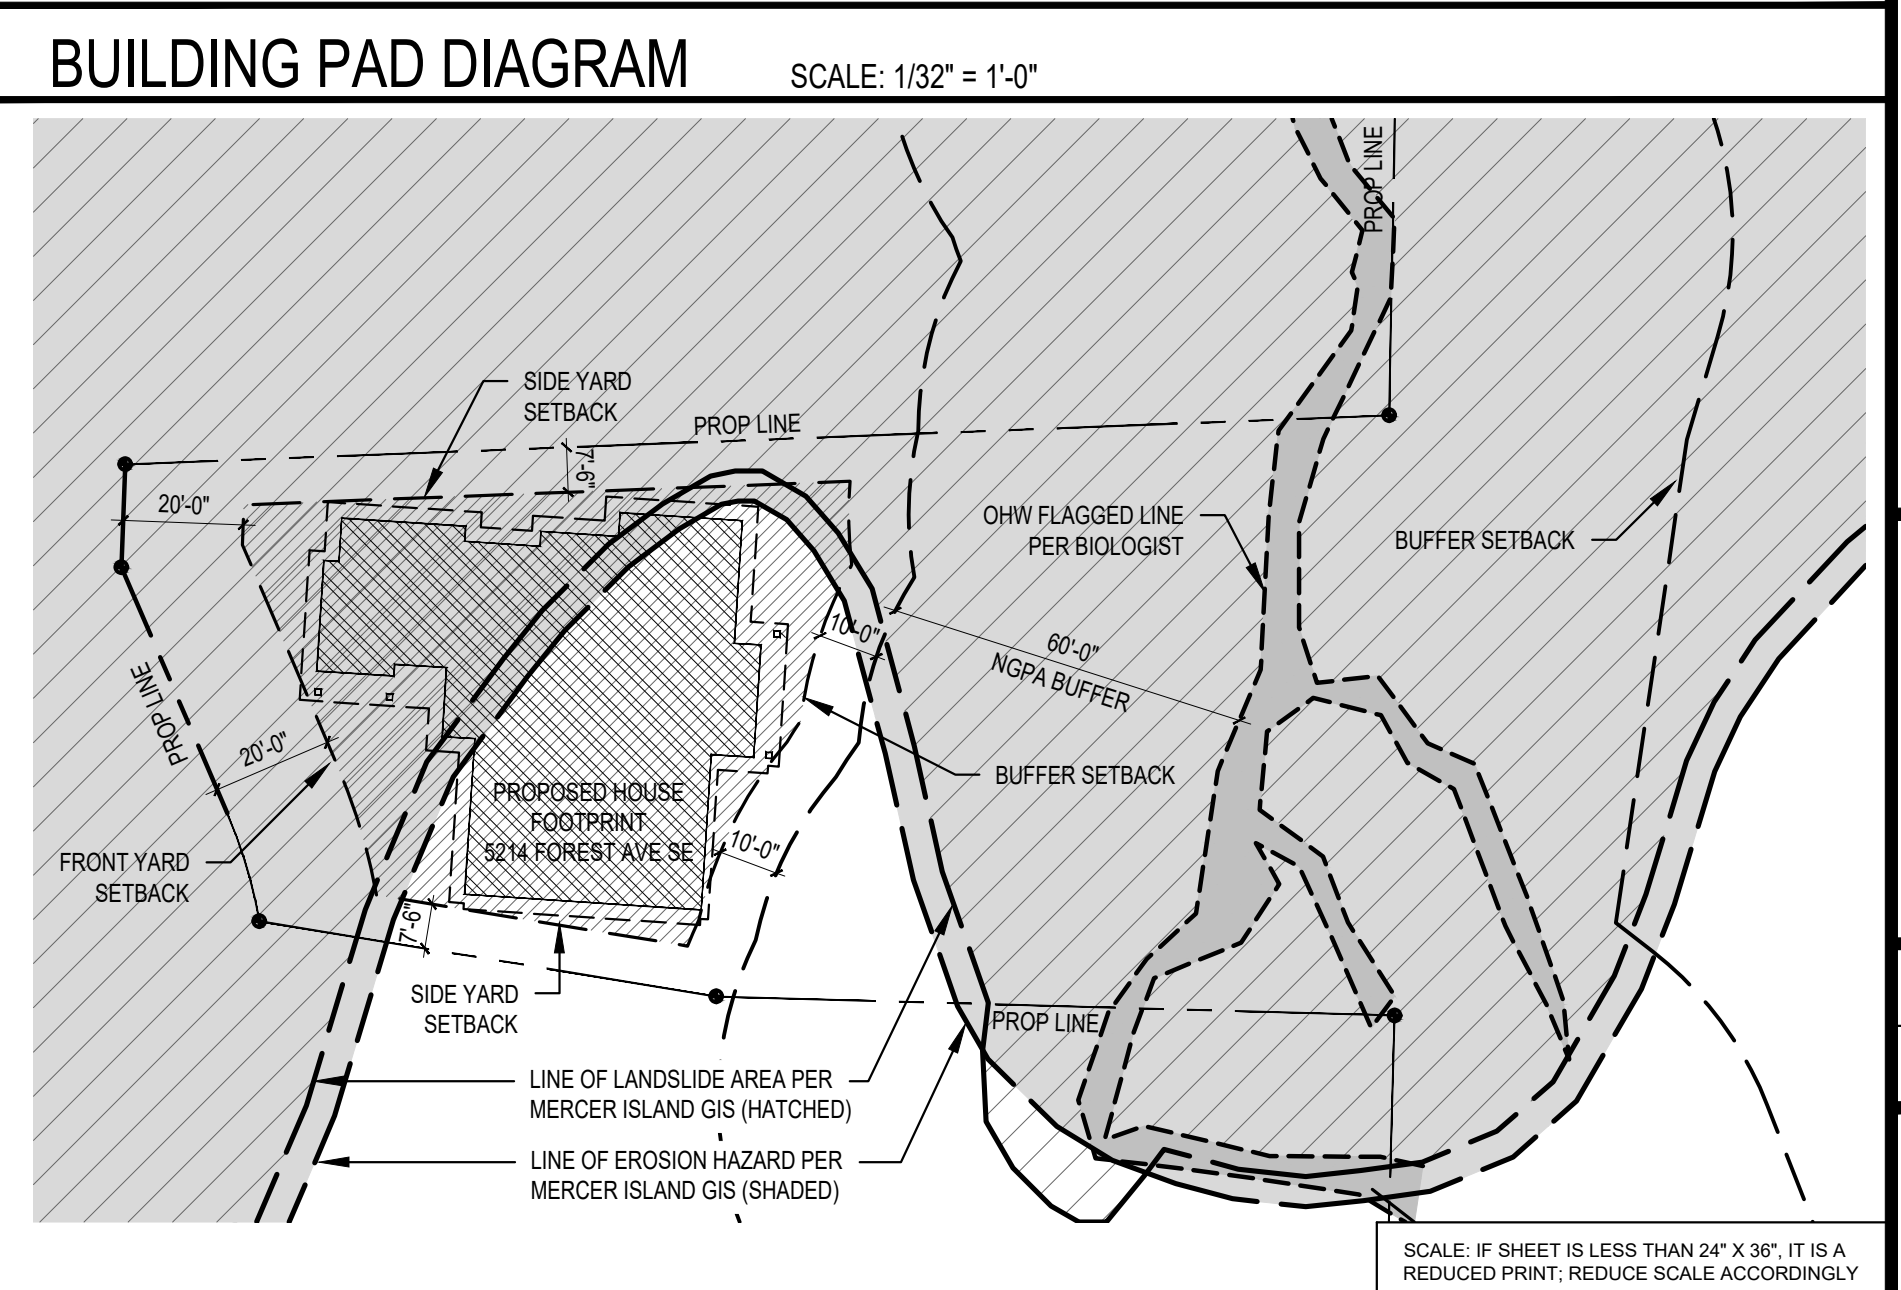 BUILDING PAD DIAGRAM
SCALE: 1/32" = 1'-0"
PROP LINE
SIDE YARD
SETBACK
PROP LINE
7'-6"
20'-0"
OHW FLAGGED LINE
PER BIOLOGIST
BUFFER SETBACK
10'-0"
60'-0"
NGPA BUFFER
PROP LINE
20'-0"
BUFFER SETBACK
PROPOSED HOUSE
FOOTPRINT
5214 FOREST AVE SE
10'-0"
FRONT YARD
SETBACK
7'-6"
SIDE YARD
SETBACK
PROP LINE
LINE OF LANDSLIDE AREA PER
MERCER ISLAND GIS (HATCHED)
LINE OF EROSION HAZARD PER
MERCER ISLAND GIS (SHADED)
SCALE: IF SHEET IS LESS THAN 24" X 36", IT IS A
REDUCED PRINT; REDUCE SCALE ACCORDINGLY